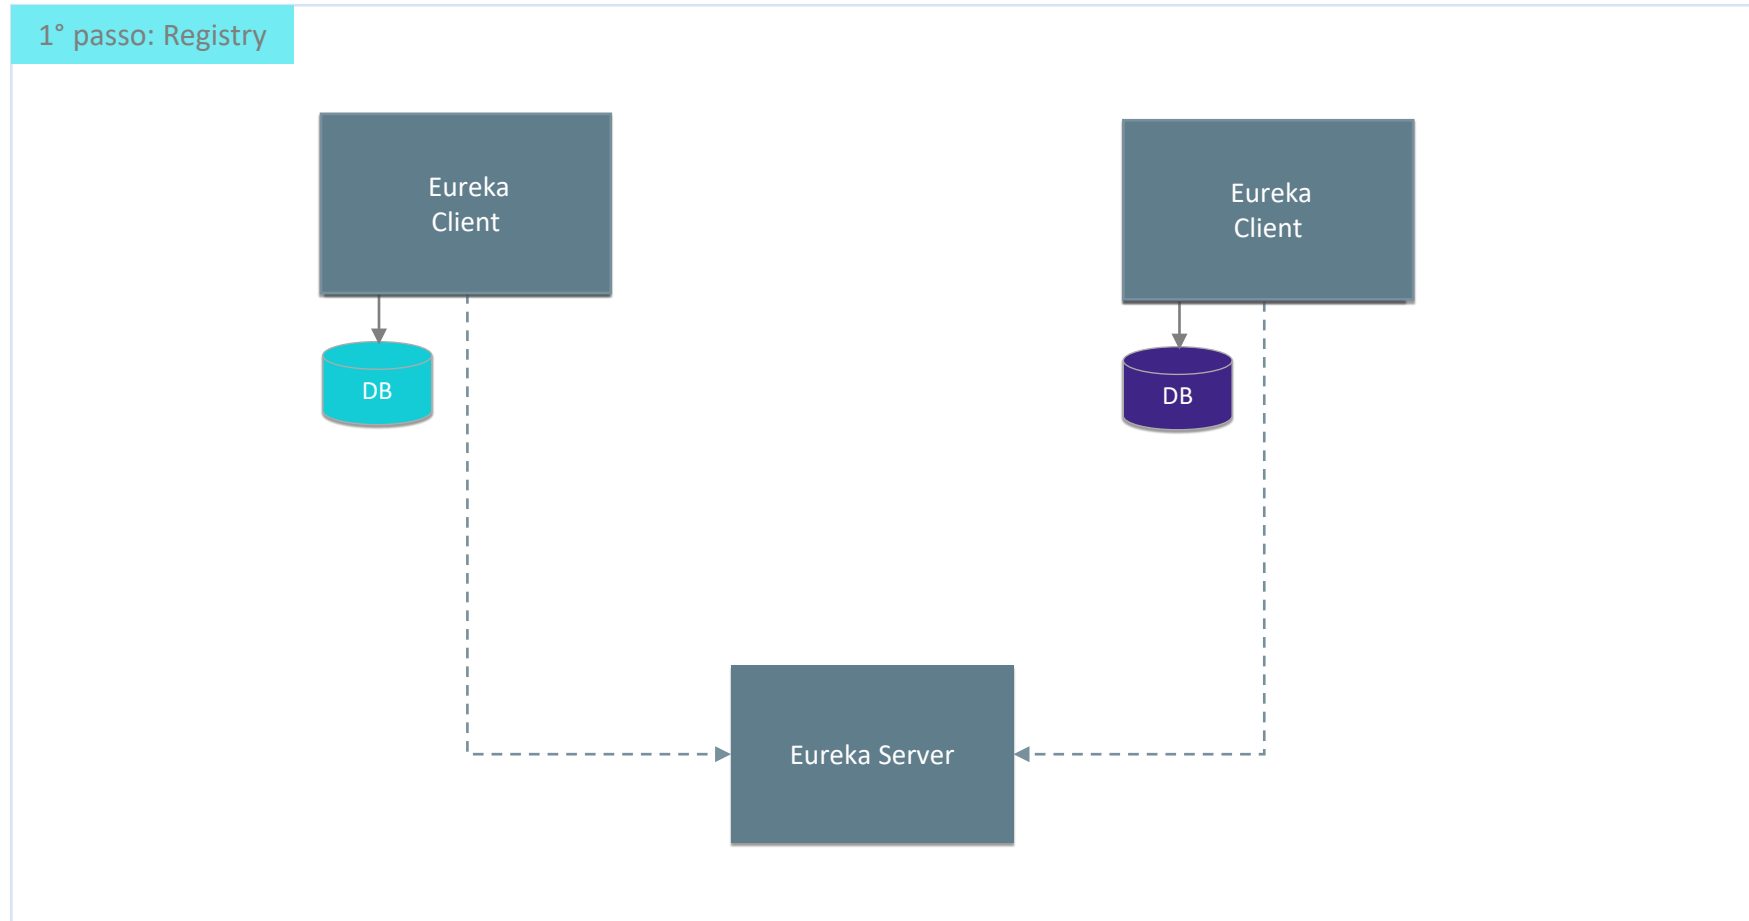 1° passo: Registry
Eureka
Client
Eureka
Client
DB
DB
Eureka Server